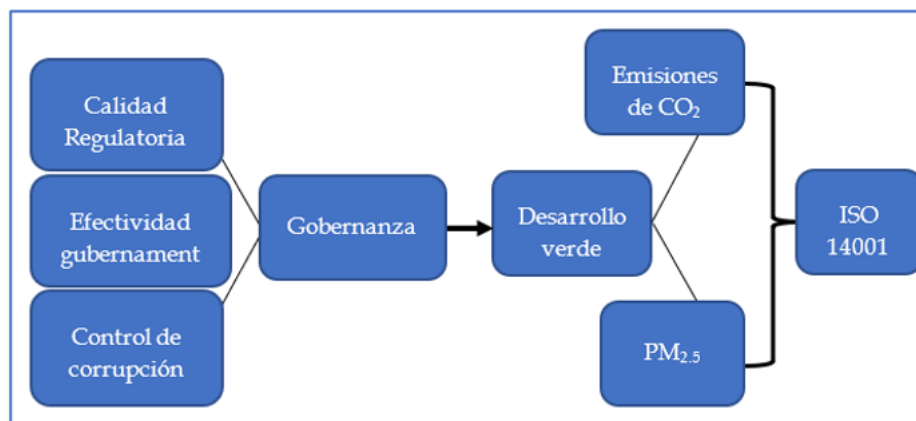 Calidad
Regulatoria
Efectividad
gubernament
Control de
corrupción
Gobernanza
Desarrollo
verde
Emisiones
de CO₂
PM₂.₅
ISO
14001